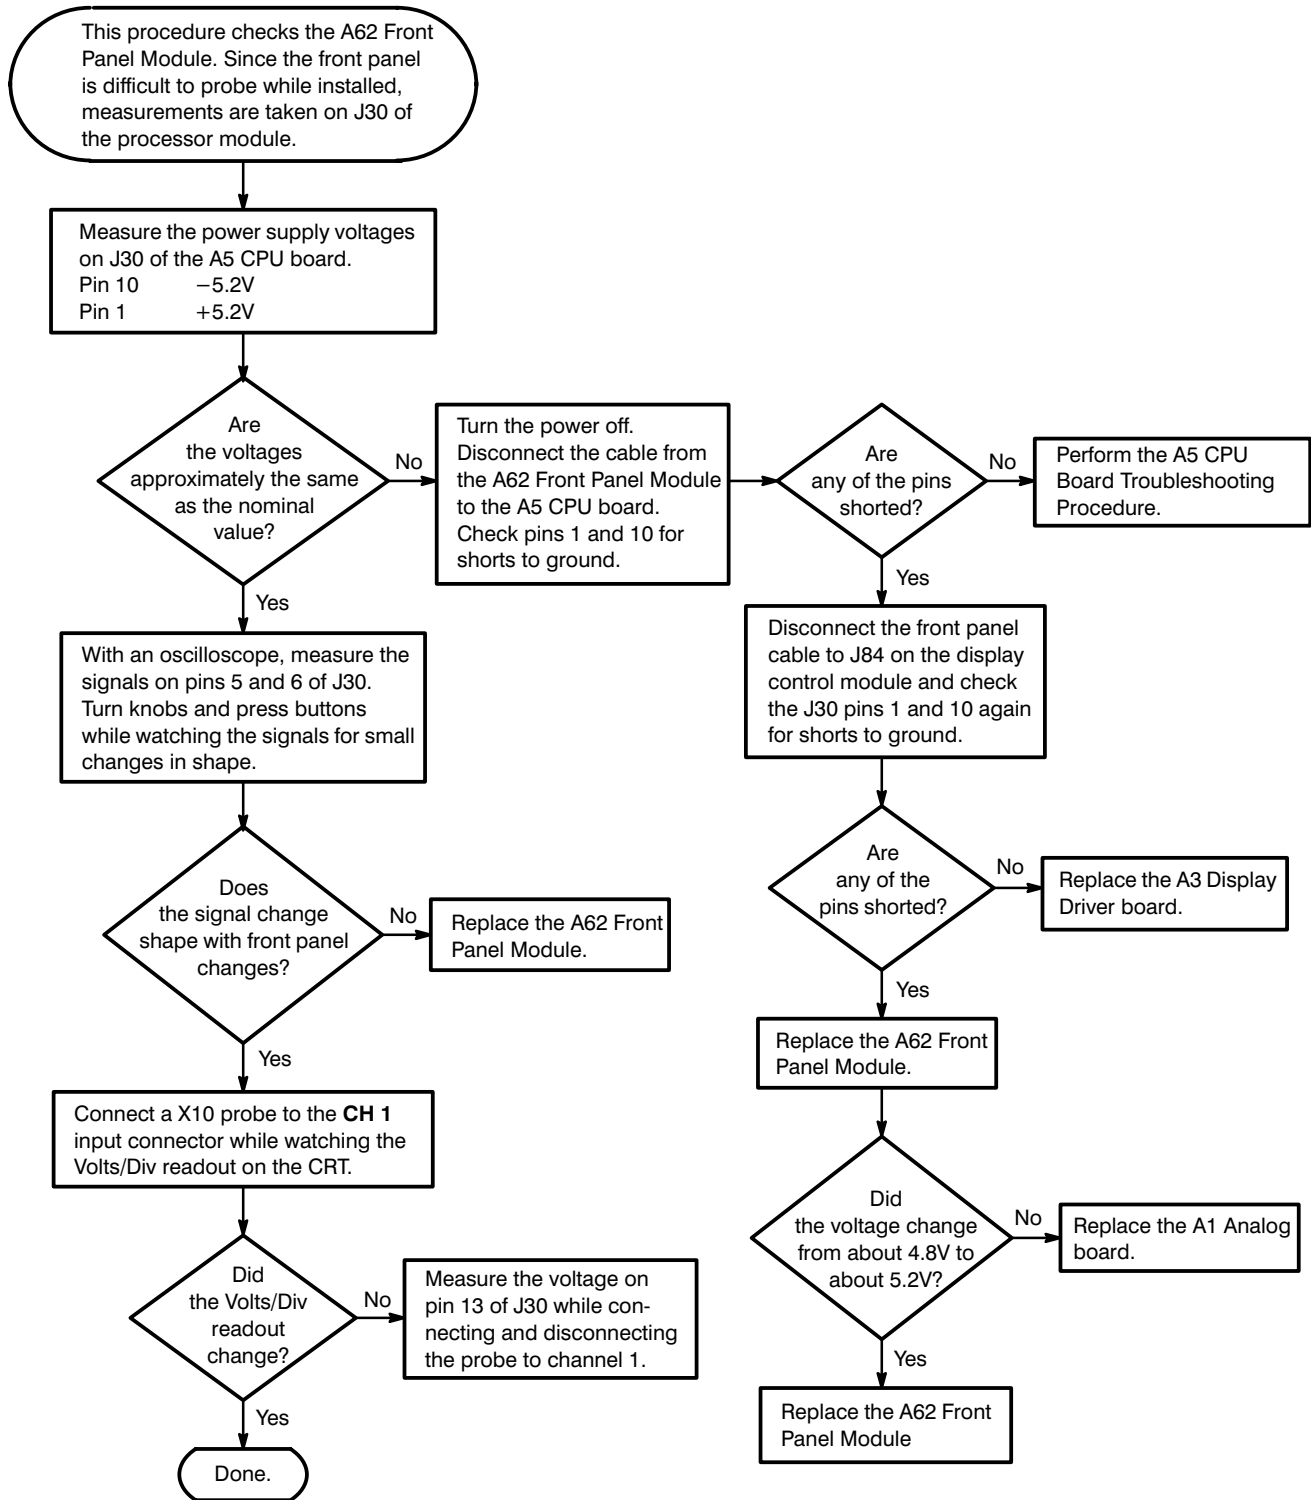 This procedure checks the A62 Front
Panel Module. Since the front panel
is difficult to probe while installed,
measurements are taken on J30 of
the processor module.
Measure the power supply voltages
on J30 of the A5 CPU board.
Pin 10 −5.2V
Pin 1 +5.2V
Are
the voltages
approximately the same
as the nominal
value?
No
Turn the power off.
Disconnect the cable from
the A62 Front Panel Module
to the A5 CPU board.
Check pins 1 and 10 for
shorts to ground.
Are
any of the pins
shorted?
No
Perform the A5 CPU
Board Troubleshooting
Procedure.
Yes
Yes
With an oscilloscope, measure the
signals on pins 5 and 6 of J30.
Turn knobs and press buttons
while watching the signals for small
changes in shape.
Disconnect the front panel
cable to J84 on the display
control module and check
the J30 pins 1 and 10 again
for shorts to ground.
Does
the signal change
shape with front panel
changes?
No
Replace the A62 Front
Panel Module.
Are
any of the
pins shorted?
No
Replace the A3 Display
Driver board.
Yes
Replace the A62 Front
Panel Module.
Yes
Connect a X10 probe to the CH 1
input connector while watching the
Volts/Div readout on the CRT.
Did
the voltage change
from about 4.8V to
about 5.2V?
No
Replace the A1 Analog
board.
Did
the Volts/Div
readout
change?
No
Measure the voltage on
pin 13 of J30 while con-
necting and disconnecting
the probe to channel 1.
Yes
Replace the A62 Front
Panel Module
Yes
Done.